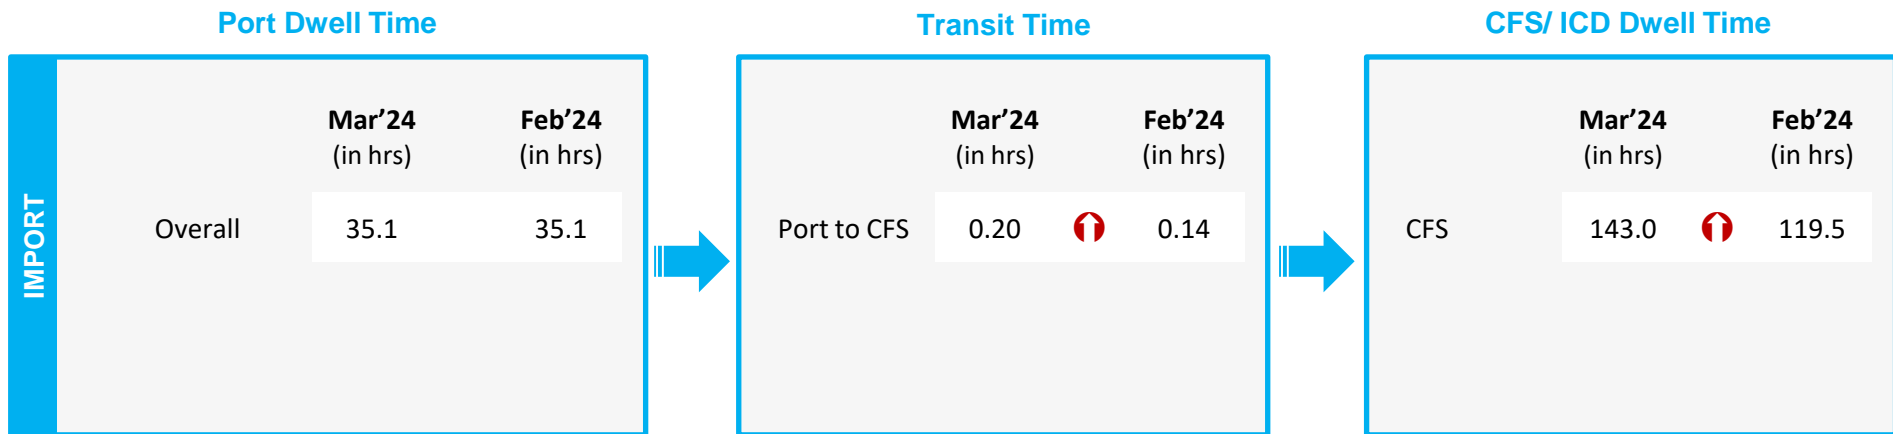 Port Dwell Time
Transit Time
CFS/ ICD Dwell Time
IMPORT
Mar’24 Feb’24
(in hrs) (in hrs)
Overall 35.1 35.1
Mar’24 Feb’24
(in hrs) (in hrs)
Port to CFS 0.20 0.14
Mar’24 Feb’24
(in hrs) (in hrs)
CFS 143.0 119.5